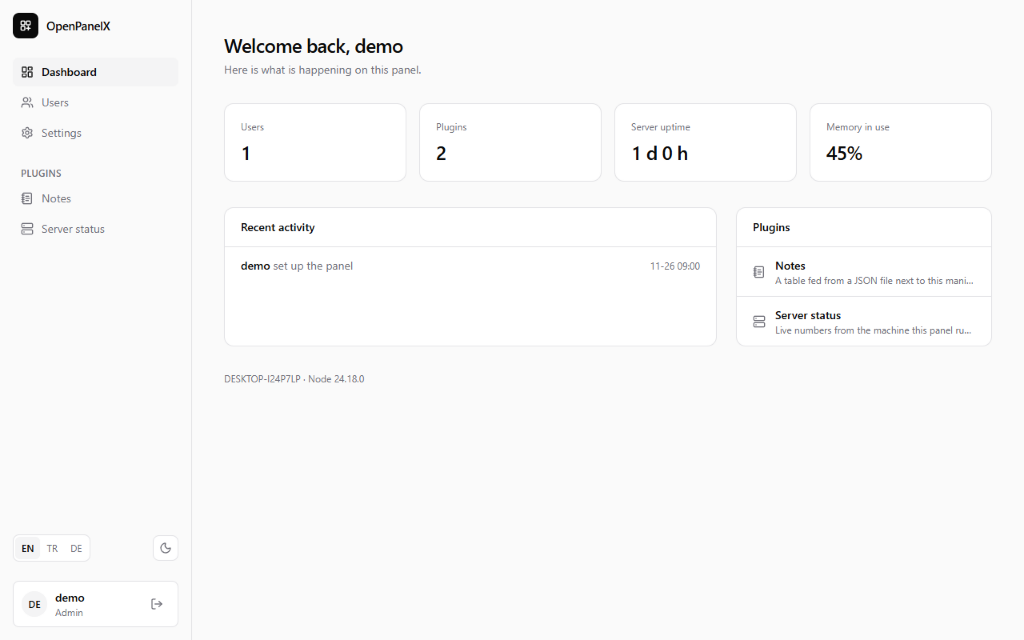 OpenPanelX
Dashboard
Users
Settings
PLUGINS
Notes
Server status
EN TR DE
DE
demo
Admin
Welcome back, demo
Here is what is happening on this panel.
Users
1
Plugins
2
Server uptime
1 d 0 h
Memory in use
45%
Recent activity
demo set up the panel 11-26 09:00
Plugins
Notes
A table fed from a JSON file next to this mani...
Server status
Live numbers from the machine this panel ru...
DESKTOP-I24P7LP · Node 24.18.0